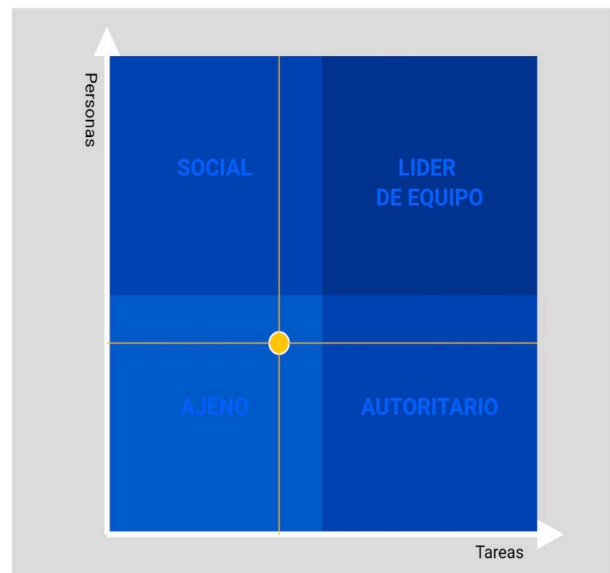 Personas
SOCIAL
LIDER
DE EQUIPO
AJENO
AUTORITARIO
Tareas